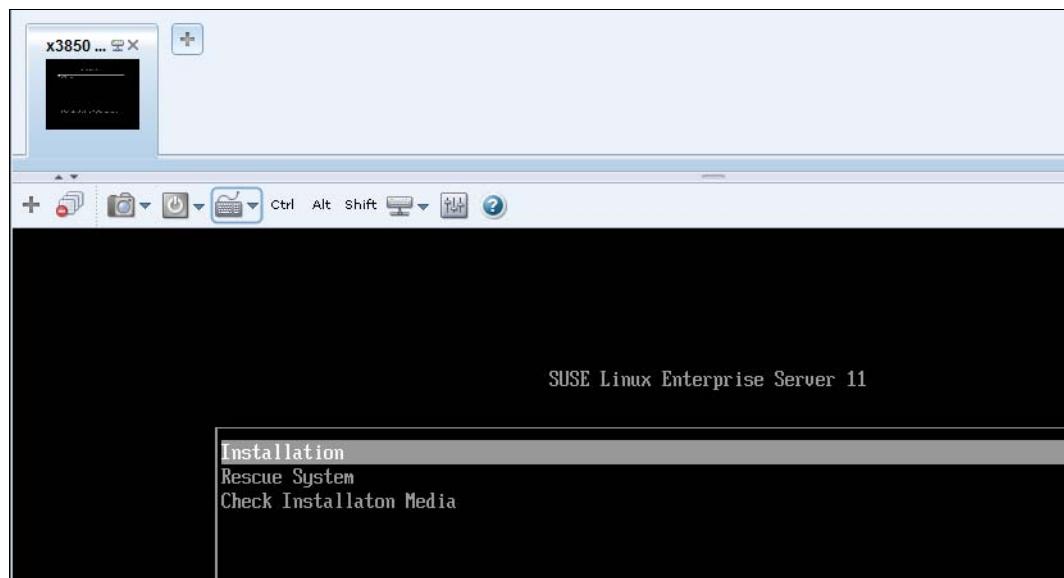 x3850 ...
Ctrl Alt Shift
SUSE Linux Enterprise Server 11
Installation
Rescue System
Check Installaton Media